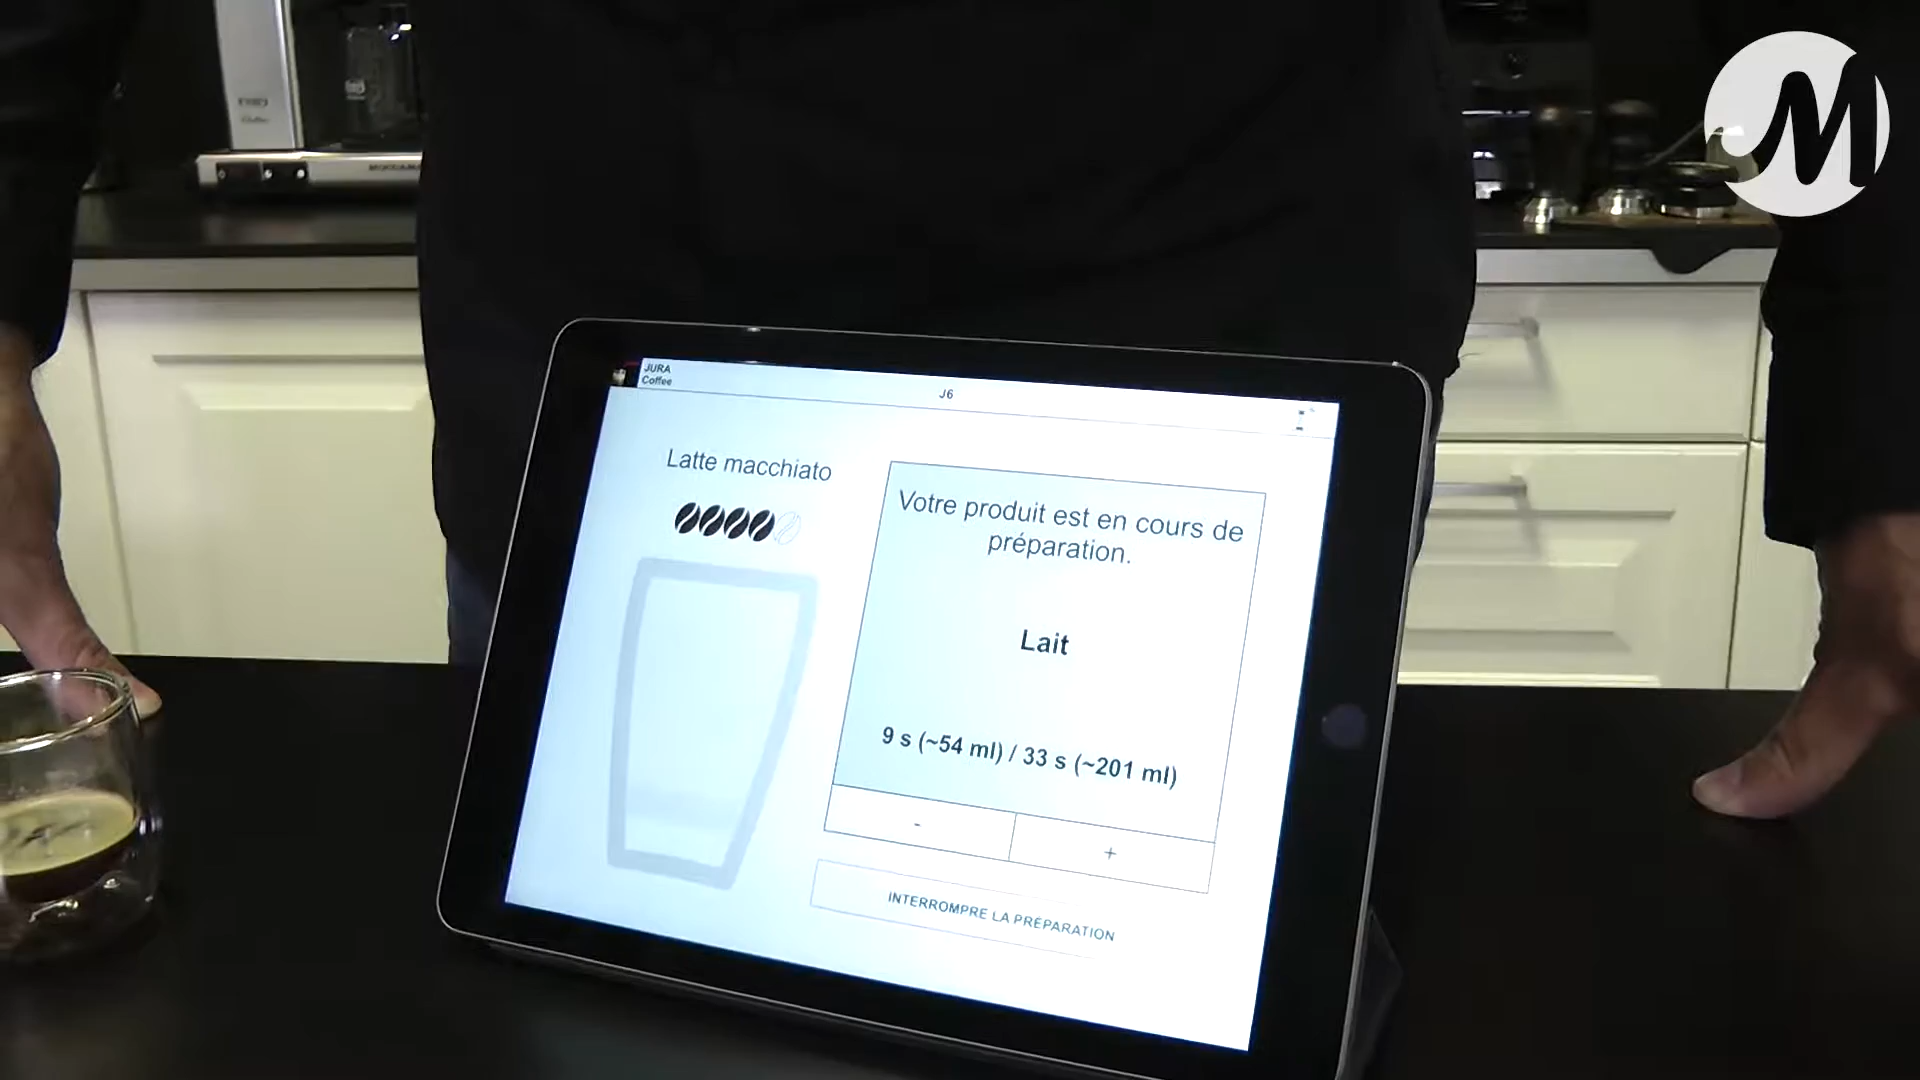 JURA
Coffee
J6
Latte macchiato
Votre produit est en cours de
préparation.
Lait
9 s (~54 ml) / 33 s (~201 ml)
-
+
INTERROMPRE LA PRÉPARATION
M